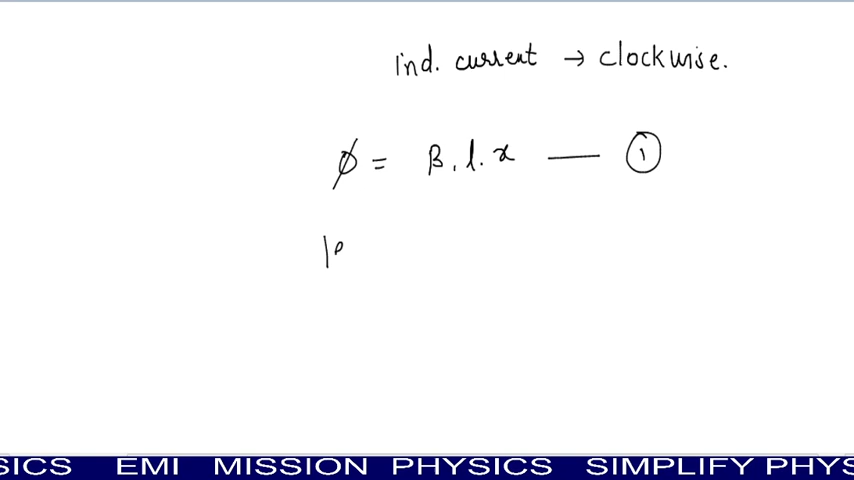 ind. current → clockwise.
ϕ = B.l.x — ①
SICS EMI MISSION PHYSICS SIMPLIFY PHYS